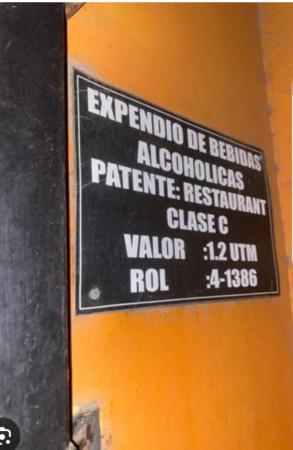 EXPENDIO DE BEBIDAS
ALCOHOLICAS
PATENTE: RESTAURANT
CLASE C
VALOR :1.2 UTM
ROL :4-1386